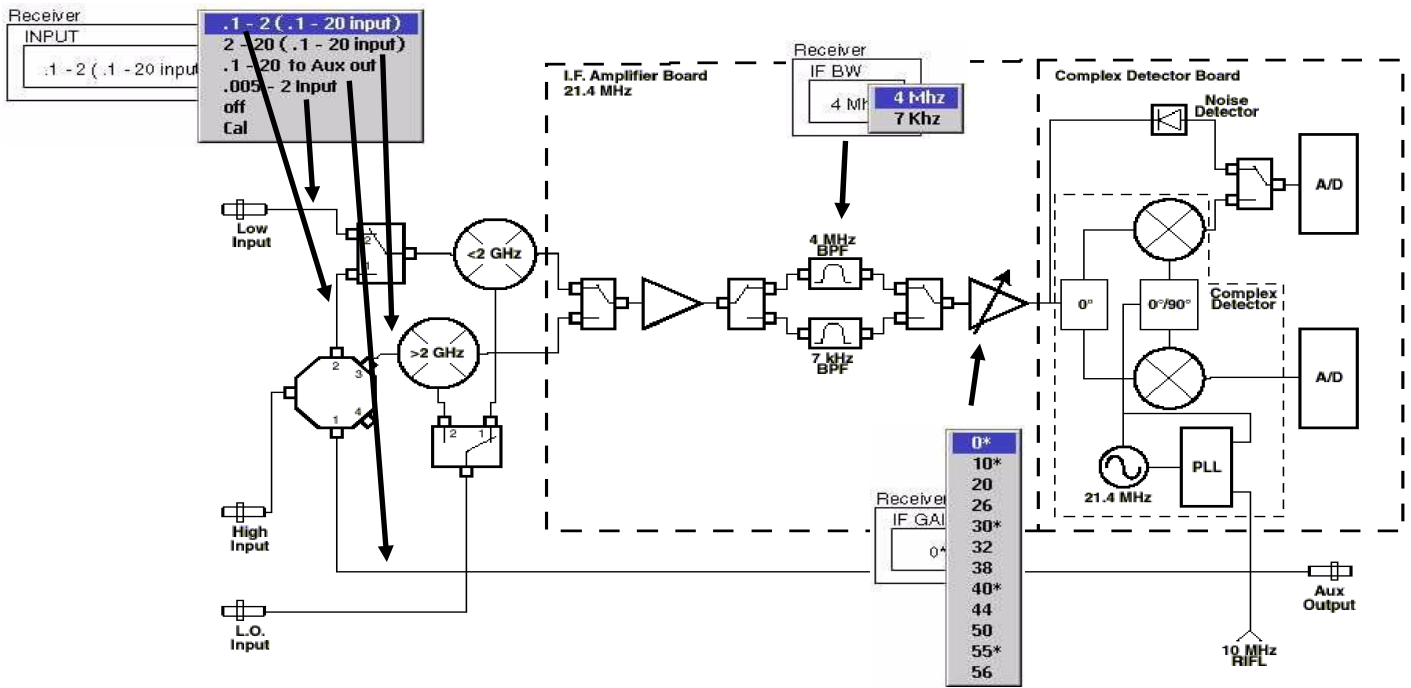 Receiver
INPUT
.1 - 2 ( .1 - 20 input
.1 - 2 ( .1 - 20 input)
2 - 20 ( .1 - 20 input)
.1 - 20 to Aux out
.005 - 2 Input
off
Cal
I.F. Amplifier Board
21.4 MHz
Receiver
IF BW
4 Mh
4 Mhz
7 Khz
Complex Detector Board
Noise
Detector
A/D
Low
Input
2
1
<2 GHz
4 MHz
BPF
7 kHz
BPF
0°
0°/90°
Complex
Detector
>2 GHz
2
3
4
1
2
1
A/D
PLL
21.4 MHz
High
Input
Receiver
IF GAI
0*
0*
10*
20
26
30*
32
38
40*
44
50
55*
56
L.O.
Input
Aux
Output
10 MHz
RIFL